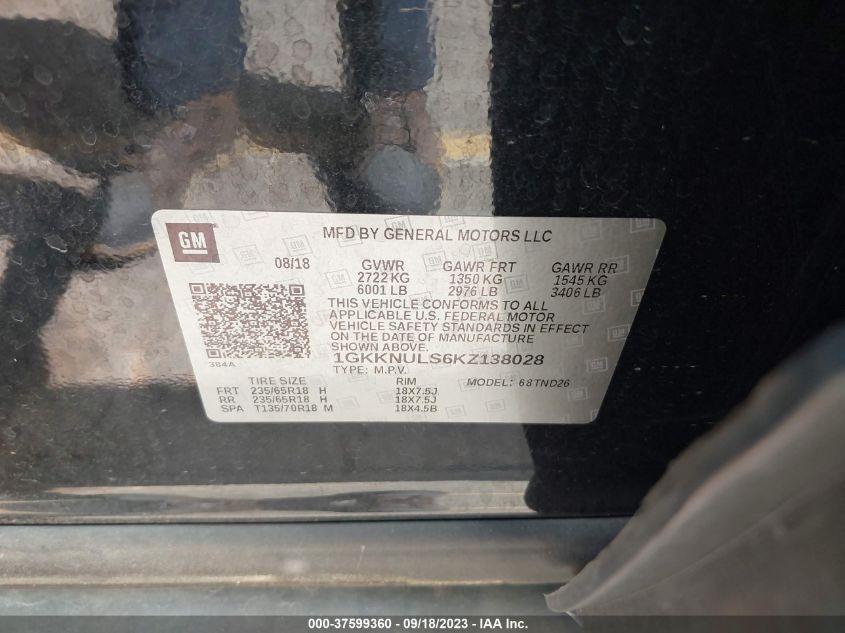 GM
MFD BY GENERAL MOTORS LLC
08/18 GVWR GAWR FRT GAWR RR
2722 KG 1350 KG 1545 KG
6001 LB 2976 LB 3406 LB
THIS VEHICLE CONFORMS TO ALL
APPLICABLE U.S. FEDERAL MOTOR
VEHICLE SAFETY STANDARDS IN EFFECT
ON THE DATE OF MANUFACTURE
SHOWN ABOVE.
384A
1GKKNULS6KZ138028
TYPE: M.P.V. MODEL: 68TND26
TIRE SIZE RIM
FRT 235/65R18 H 18X7.5J
RR 235/65R18 H 18X7.5J
SPA T135/70R18 M 18X4.5B
000-37599360 - 09/18/2023 - IAA Inc.